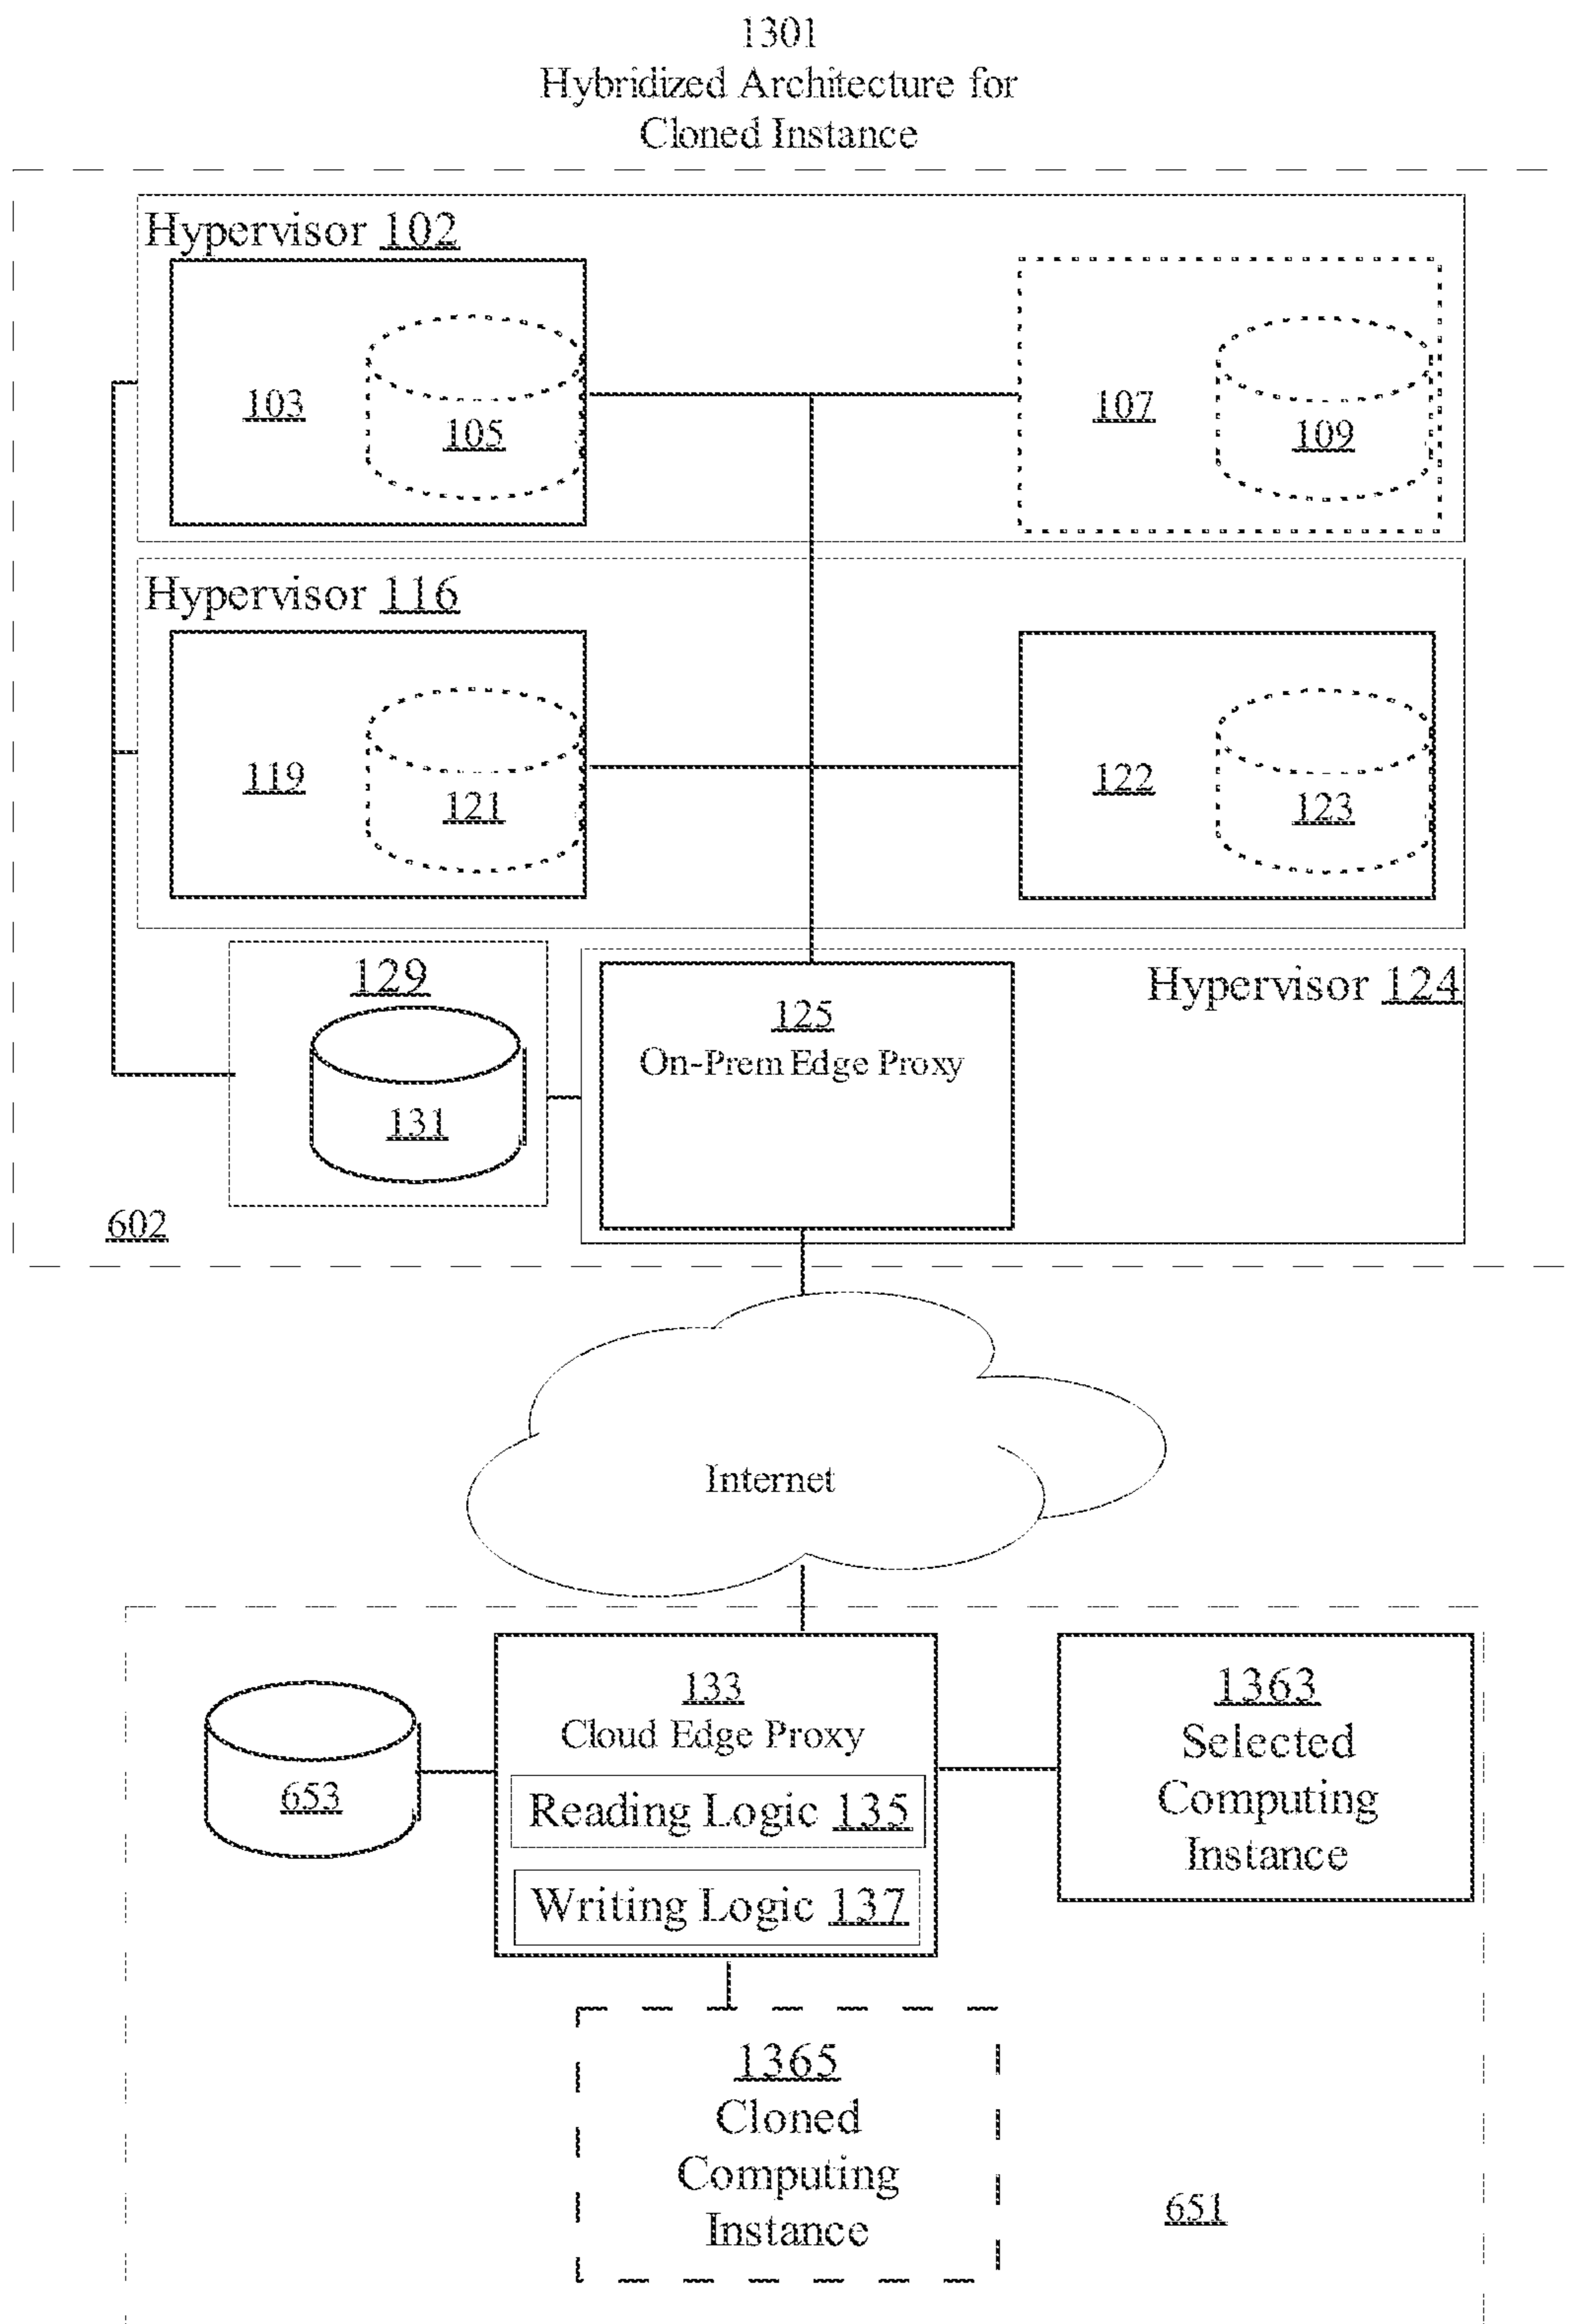 1301
Hybridized Architecture for
Cloned Instance
Hypervisor 102
103
105
107
109
Hypervisor 116
119
121
122
123
129
131
125
On-Prem Edge Proxy
Hypervisor 124
602
Internet
653
133
Cloud Edge Proxy
Reading Logic 135
Writing Logic 137
1363
Selected
Computing
Instance
1365
Cloned
Computing
Instance
651